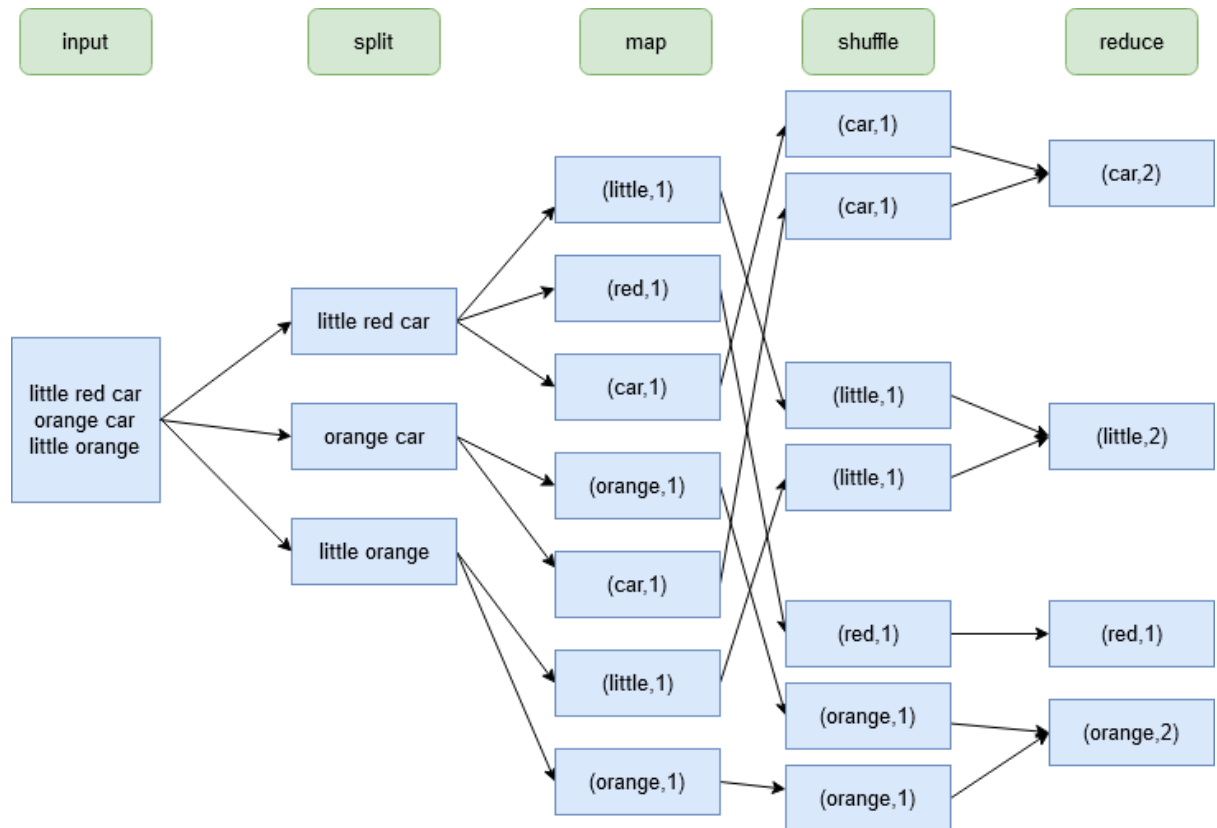 input
split
map
shuffle
reduce
little red car
orange car
little orange
little red car
orange car
little orange
(little,1)
(red,1)
(car,1)
(orange,1)
(car,1)
(little,1)
(orange,1)
(car,1)
(car,1)
(little,1)
(little,1)
(red,1)
(orange,1)
(orange,1)
(car,2)
(little,2)
(red,1)
(orange,2)